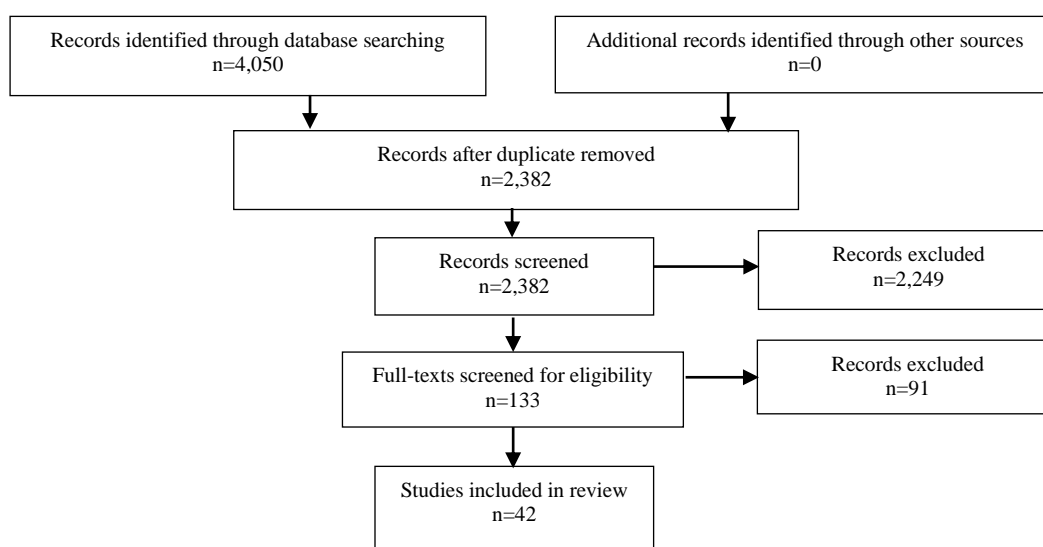 Records identified through database searching
n=4,050
Additional records identified through other sources
n=0
Records after duplicate removed
n=2,382
Records screened
n=2,382
Records excluded
n=2,249
Full-texts screened for eligibility
n=133
Records excluded
n=91
Studies included in review
n=42